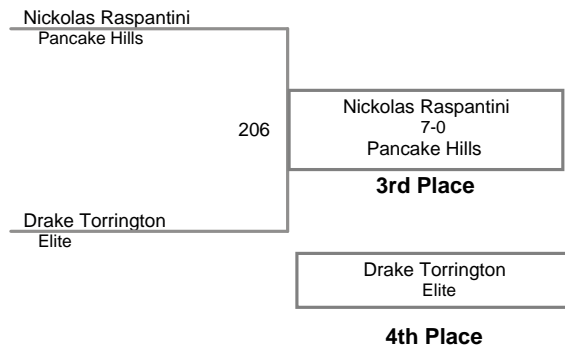 Nickolas Raspantini
Pancake Hills
206
Nickolas Raspantini
7-0
Pancake Hills
3rd Place
Drake Torrington
Elite
Drake Torrington
Elite
4th Place